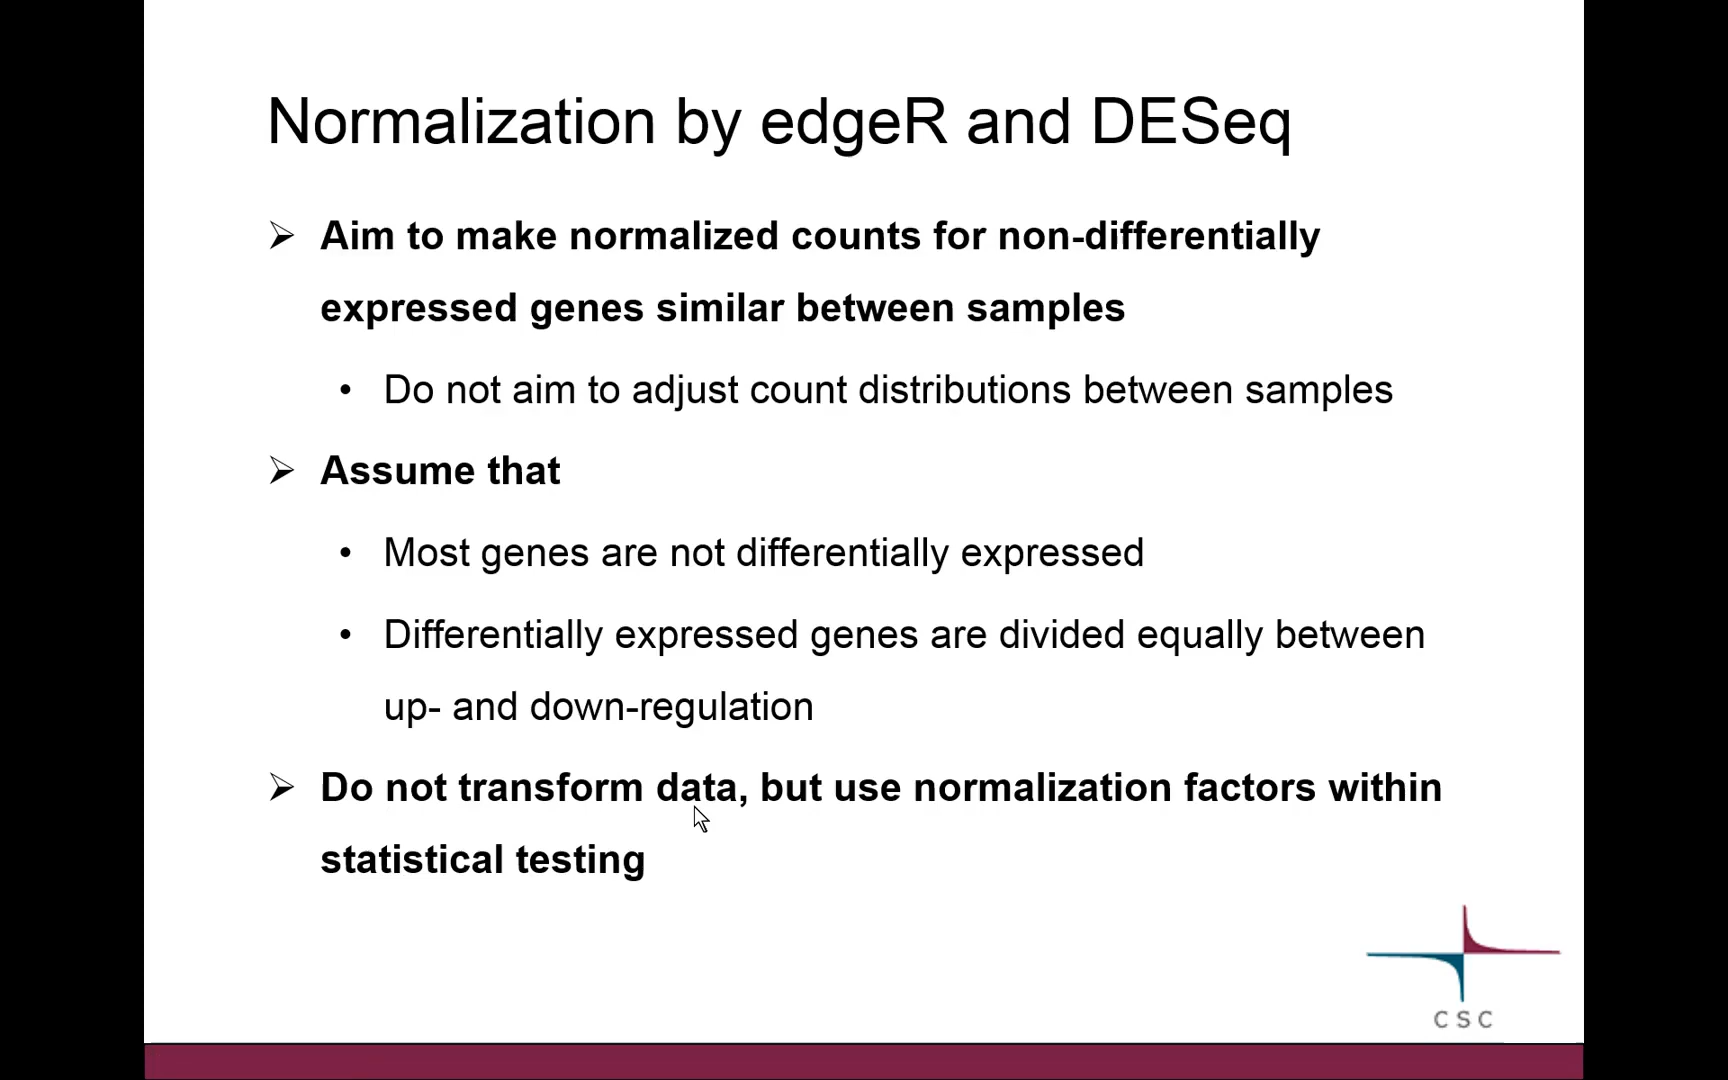 Normalization by edgeR and DESeq
➢ Aim to make normalized counts for non-differentially
expressed genes similar between samples
• Do not aim to adjust count distributions between samples
➢ Assume that
• Most genes are not differentially expressed
• Differentially expressed genes are divided equally between
up- and down-regulation
➢ Do not transform data, but use normalization factors within
statistical testing
CSC